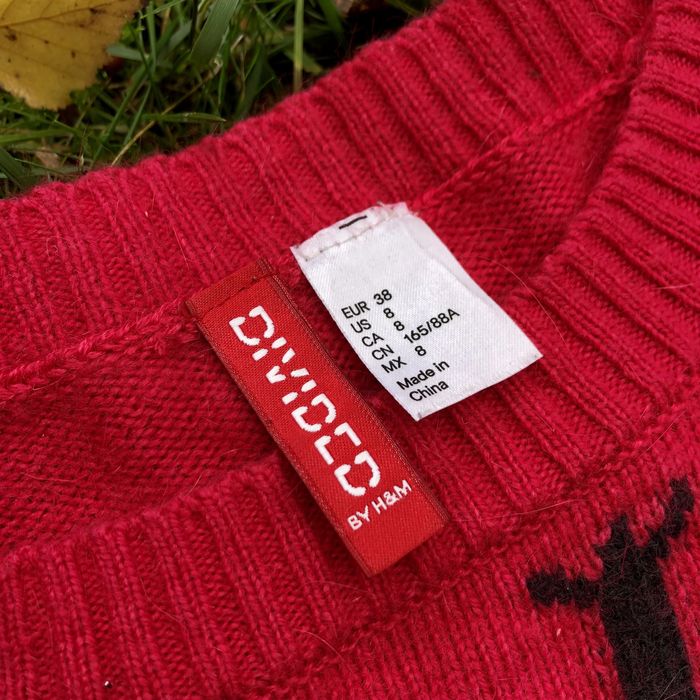 DIVIDED
BY H&M
EUR 38
US 8
CA 8
CN 165/88A
MX 8
Made in
China